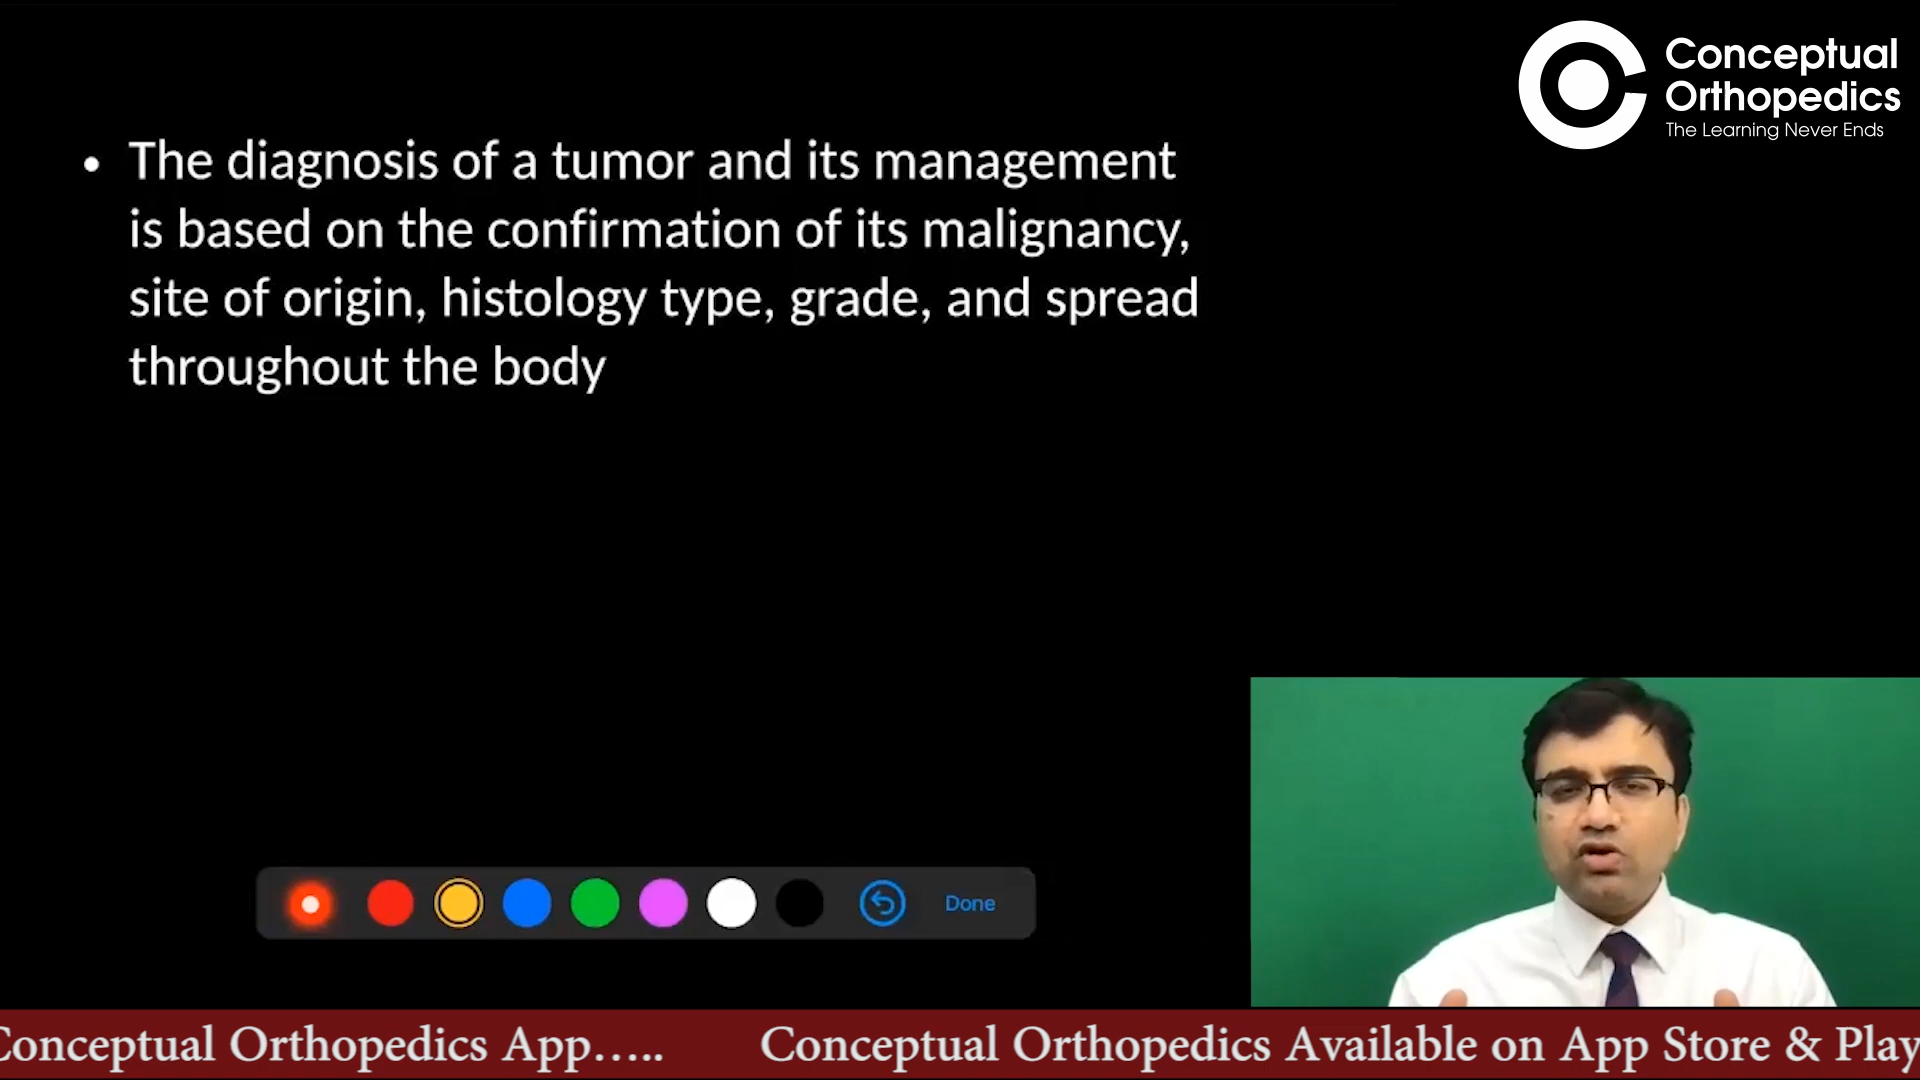 Conceptual
Orthopedics
The Learning Never Ends
• The diagnosis of a tumor and its management
is based on the confirmation of its malignancy,
site of origin, histology type, grade, and spread
throughout the body
Done
Conceptual Orthopedics App..... Conceptual Orthopedics Available on App Store & Play